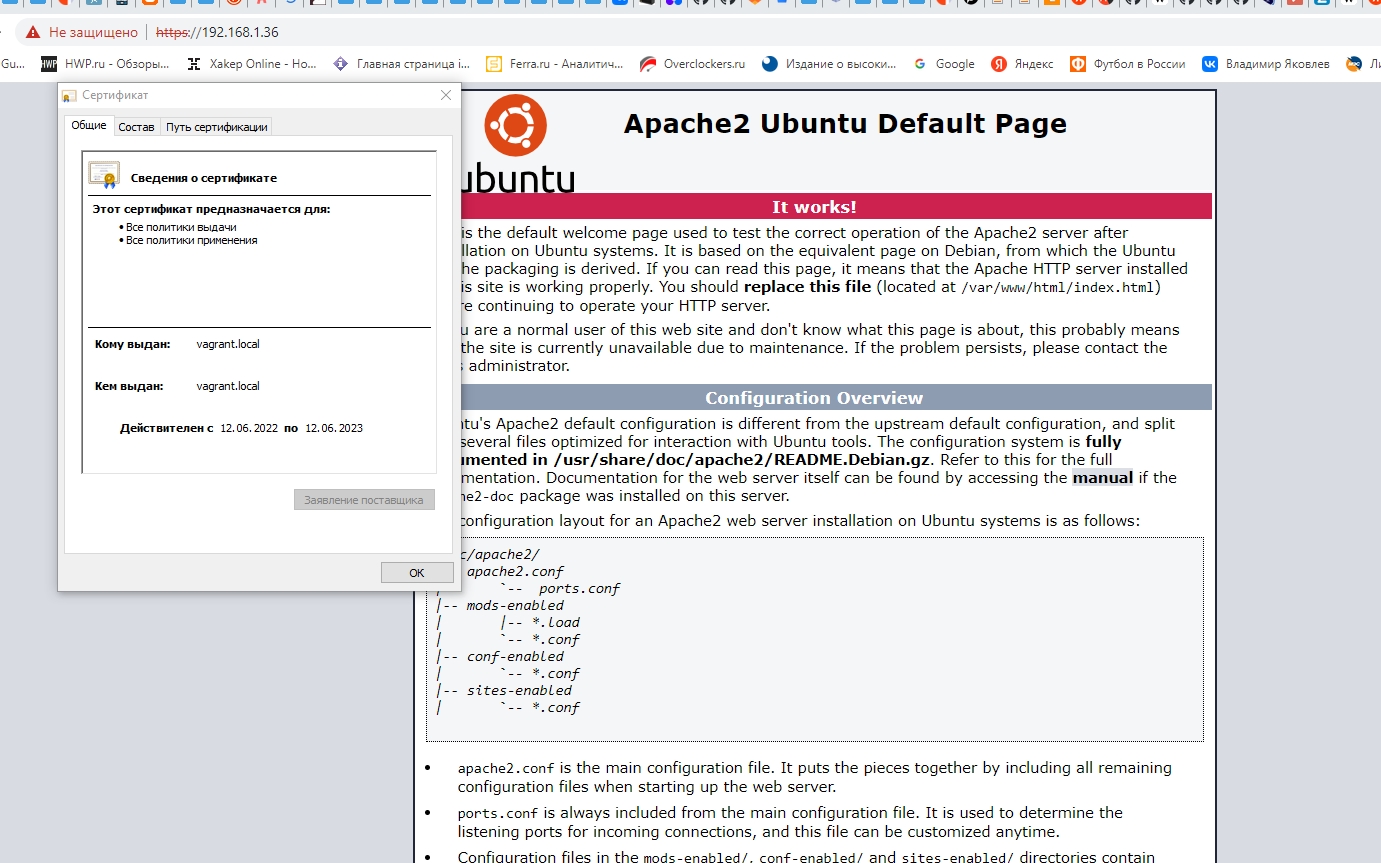 Не защищено https://192.168.1.36
Gu... HWP.ru - Обзоры... Xakep Online - Но... Главная страница i... Ferra.ru - Аналитич... Overclockers.ru Издание о высоки... Google Яндекс Футбол в России Владимир Яковлев Ли
Сертификат
Общие Состав Путь сертификации
Сведения о сертификате
Этот сертификат предназначается для:
• Все политики выдачи
• Все политики применения
Кому выдан: vagrant.local
Кем выдан: vagrant.local
Действителен с 12.06.2022 по 12.06.2023
Заявление поставщика
OK
ubuntu
Apache2 Ubuntu Default Page
It works!
is the default welcome page used to test the correct operation of the Apache2 server after
llation on Ubuntu systems. It is based on the equivalent page on Debian, from which the Ubuntu
he packaging is derived. If you can read this page, it means that the Apache HTTP server installed
is site is working properly. You should replace this file (located at /var/www/html/index.html)
re continuing to operate your HTTP server.
u are a normal user of this web site and don't know what this page is about, this probably means
the site is currently unavailable due to maintenance. If the problem persists, please contact the
s administrator.
Configuration Overview
ntu's Apache2 default configuration is different from the upstream default configuration, and split
several files optimized for interaction with Ubuntu tools. The configuration system is fully
umented in /usr/share/doc/apache2/README.Debian.gz. Refer to this for the full
mentation. Documentation for the web server itself can be found by accessing the manual if the
he2-doc package was installed on this server.
configuration layout for an Apache2 web server installation on Ubuntu systems is as follows:
c/apache2/
apache2.conf
| `-- ports.conf
|-- mods-enabled
| |-- *.load
| `-- *.conf
|-- conf-enabled
| `-- *.conf
|-- sites-enabled
| `-- *.conf
• apache2.conf is the main configuration file. It puts the pieces together by including all remaining
configuration files when starting up the web server.
• ports.conf is always included from the main configuration file. It is used to determine the
listening ports for incoming connections, and this file can be customized anytime.
• Configuration files in the mods-enabled/, conf-enabled/ and sites-enabled/ directories contain